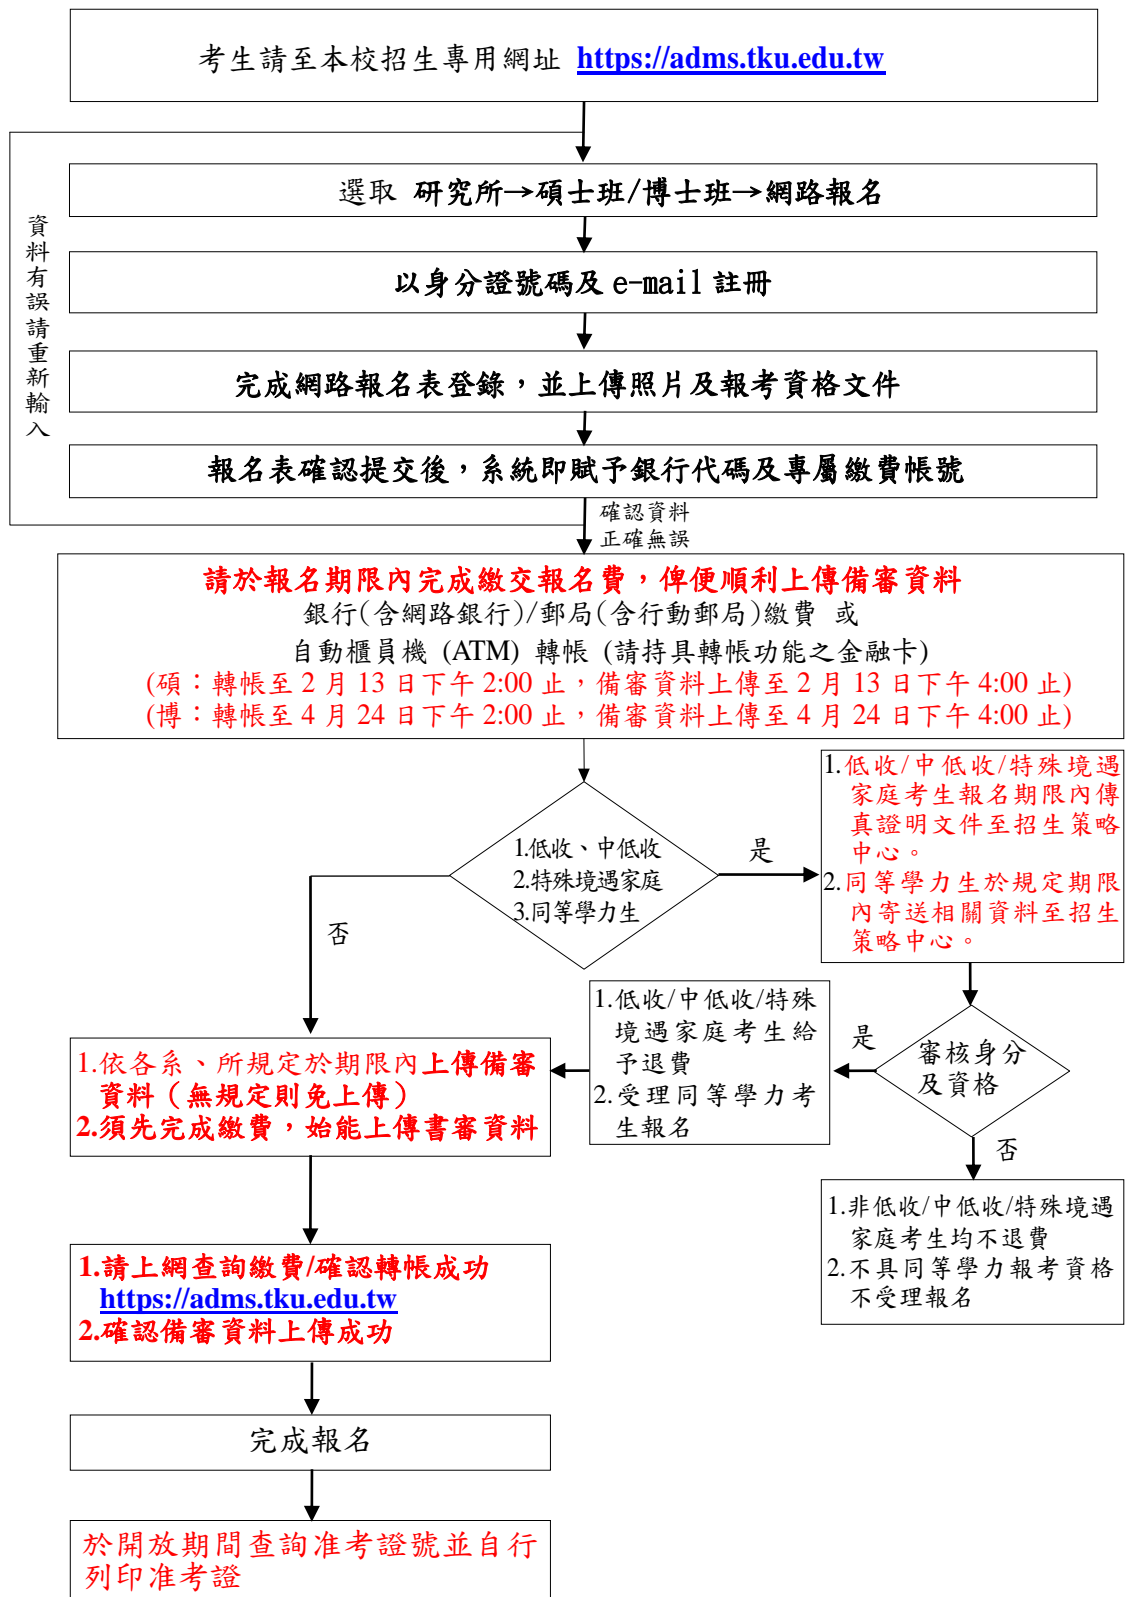 考生請至本校招生專用網址 https://adms.tku.edu.tw
選取 研究所→碩士班/博士班→網路報名
以身分證號碼及 e-mail 註冊
完成網路報名表登錄，並上傳照片及報考資格文件
報名表確認提交後，系統即賦予銀行代碼及專屬繳費帳號
資料有誤請重新輸入
確認資料
正確無誤
請於報名期限內完成繳交報名費，俾便順利上傳備審資料
銀行(含網路銀行)/郵局(含行動郵局)繳費 或
自動櫃員機 (ATM) 轉帳 (請持具轉帳功能之金融卡)
(碩：轉帳至 2 月 13 日下午 2:00 止，備審資料上傳至 2 月 13 日下午 4:00 止)
(博：轉帳至 4 月 24 日下午 2:00 止，備審資料上傳至 4 月 24 日下午 4:00 止)
1.低收、中低收
2.特殊境遇家庭
3.同等學力生
是
1.低收/中低收/特殊境遇
家庭考生報名期限內傳
真證明文件至招生策略
中心。
2.同等學力生於規定期限
內寄送相關資料至招生
策略中心。
否
審核身分
及資格
是
1.低收/中低收/特殊
境遇家庭考生給
予退費
2.受理同等學力考
生報名
否
1.非低收/中低收/特殊境遇
家庭考生均不退費
2.不具同等學力報考資格
不受理報名
1.依各系、所規定於期限內上傳備審
資料（無規定則免上傳）
2.須先完成繳費，始能上傳書審資料
1.請上網查詢繳費/確認轉帳成功
https://adms.tku.edu.tw
2.確認備審資料上傳成功
完成報名
於開放期間查詢准考證號並自行
列印准考證